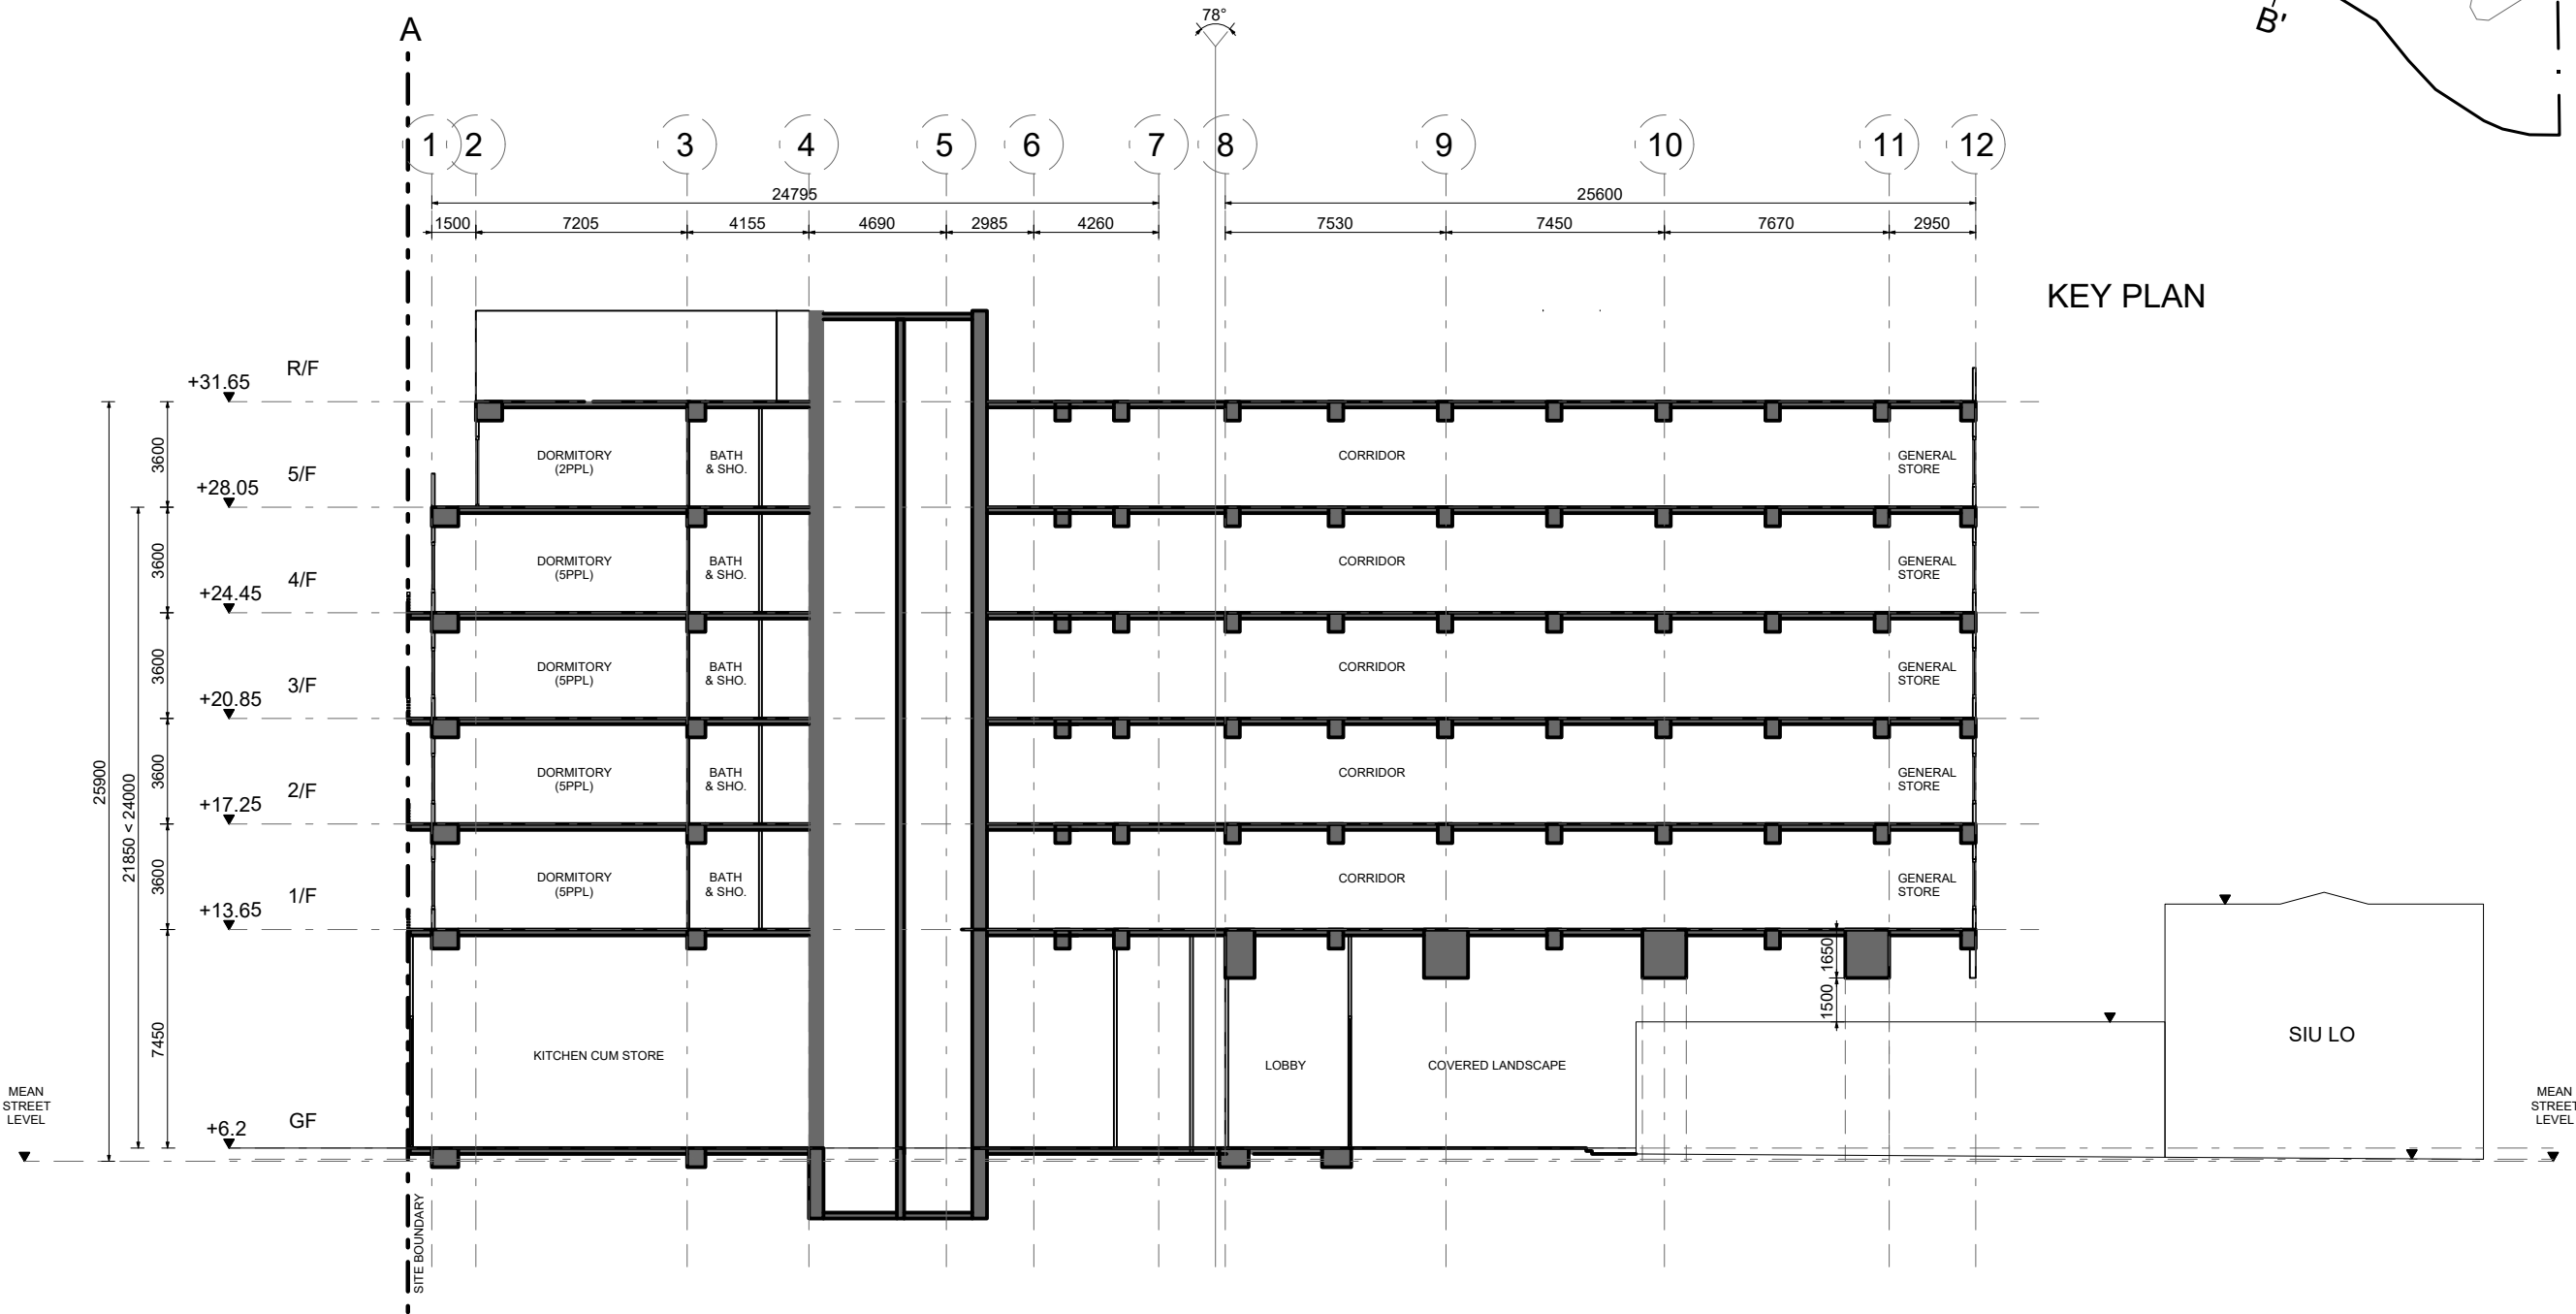 B'
78°
A
1 2 3 4 5 6 7 8 9 10 11 12
24795 25600
1500 7205 4155 4690 2985 4260 7530 7450 7670 2950
KEY PLAN
R/F
+31.65
3600
DORMITORY
(2PPL)
BATH
& SHO.
CORRIDOR
GENERAL
STORE
5/F
+28.05
3600
DORMITORY
(5PPL)
BATH
& SHO.
CORRIDOR
GENERAL
STORE
4/F
+24.45
3600
DORMITORY
(5PPL)
BATH
& SHO.
CORRIDOR
GENERAL
STORE
3/F
+20.85
3600
DORMITORY
(5PPL)
BATH
& SHO.
CORRIDOR
GENERAL
STORE
2/F
+17.25
25900
21850 < 24000
3600
DORMITORY
(5PPL)
BATH
& SHO.
CORRIDOR
GENERAL
STORE
1/F
+13.65
1650
1500
7450
SIU LO
KITCHEN CUM STORE
LOBBY
COVERED LANDSCAPE
MEAN
STREET
LEVEL
GF
+6.2
MEAN
STREET
LEVEL
SITE BOUNDARY